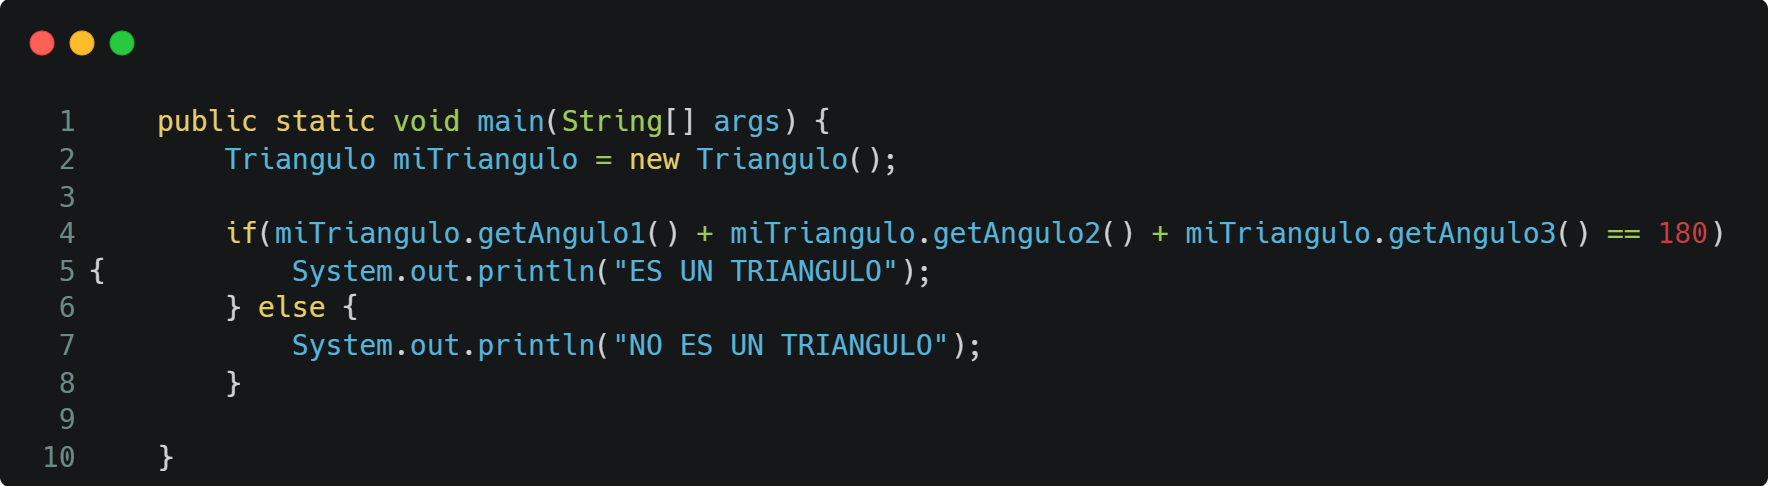 1 public static void main(String[] args) {
2 Triangulo miTriangulo = new Triangulo();
3
4 if(miTriangulo.getAngulo1() + miTriangulo.getAngulo2() + miTriangulo.getAngulo3() == 180)
5 { System.out.println("ES UN TRIANGULO");
6 } else {
7 System.out.println("NO ES UN TRIANGULO");
8 }
9
10 }